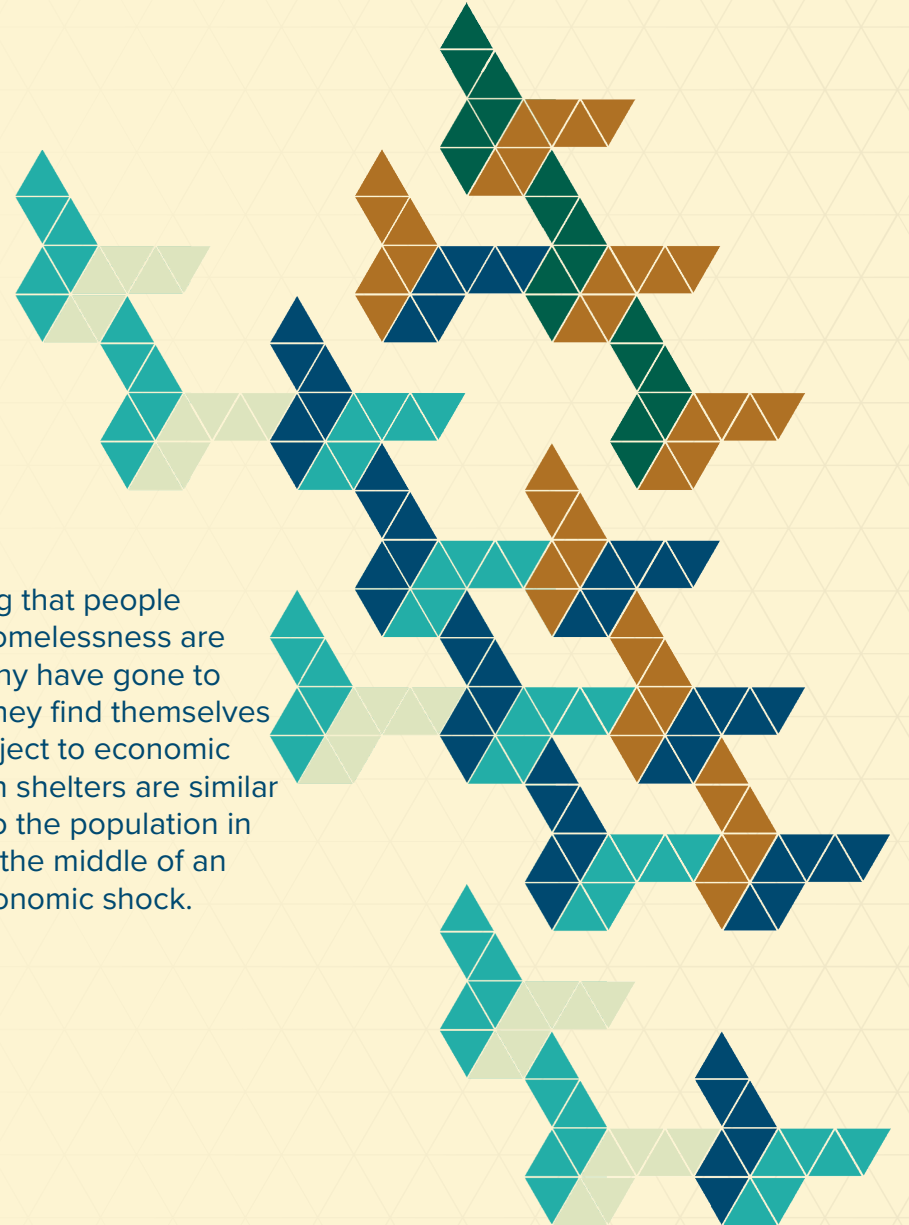 g that people
omelessness are
ny have gone to
hey find themselves
ject to economic
n shelters are similar
o the population in
the middle of an
onomic shock.